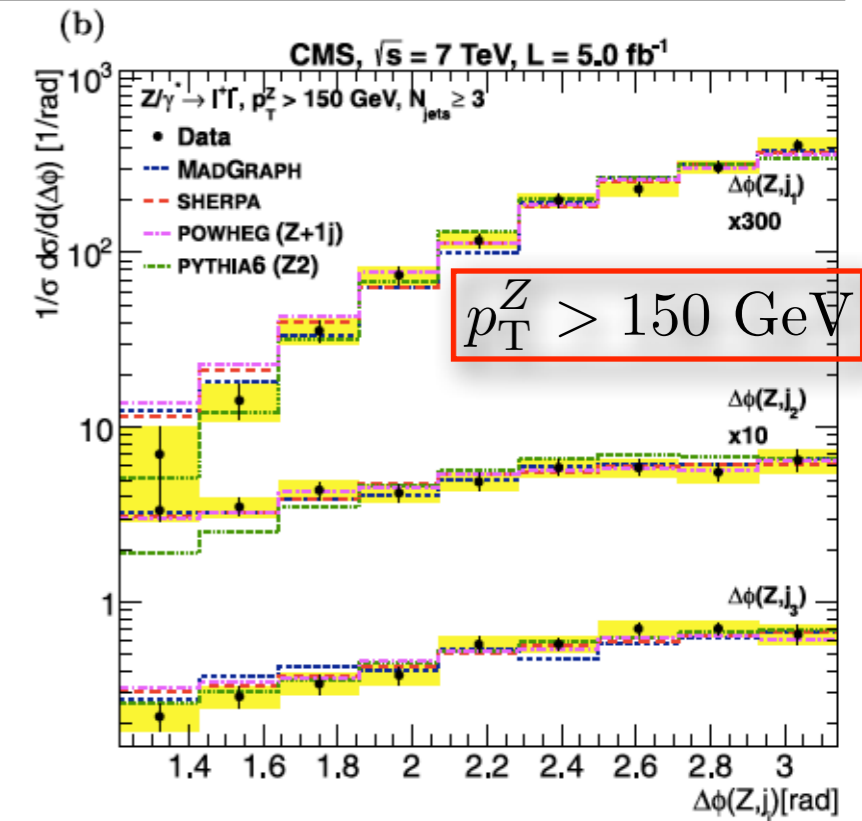 (b)
CMS, √s = 7 TeV, L = 5.0 fb⁻¹
Z/γ* → l⁺l⁻, p_T^Z > 150 GeV, N_jets ≥ 3
Data
MADGRAPH
SHERPA
POWHEG (Z+1j)
PYTHIA6 (Z2)
1/σ dσ/d(Δϕ) [1/rad]
10³
10²
10
1
Δϕ(Z,j₁)
x300
p_T^Z > 150 GeV
Δϕ(Z,j₂)
x10
Δϕ(Z,j₃)
1.4 1.6 1.8 2 2.2 2.4 2.6 2.8 3
Δϕ(Z,j_i)[rad]